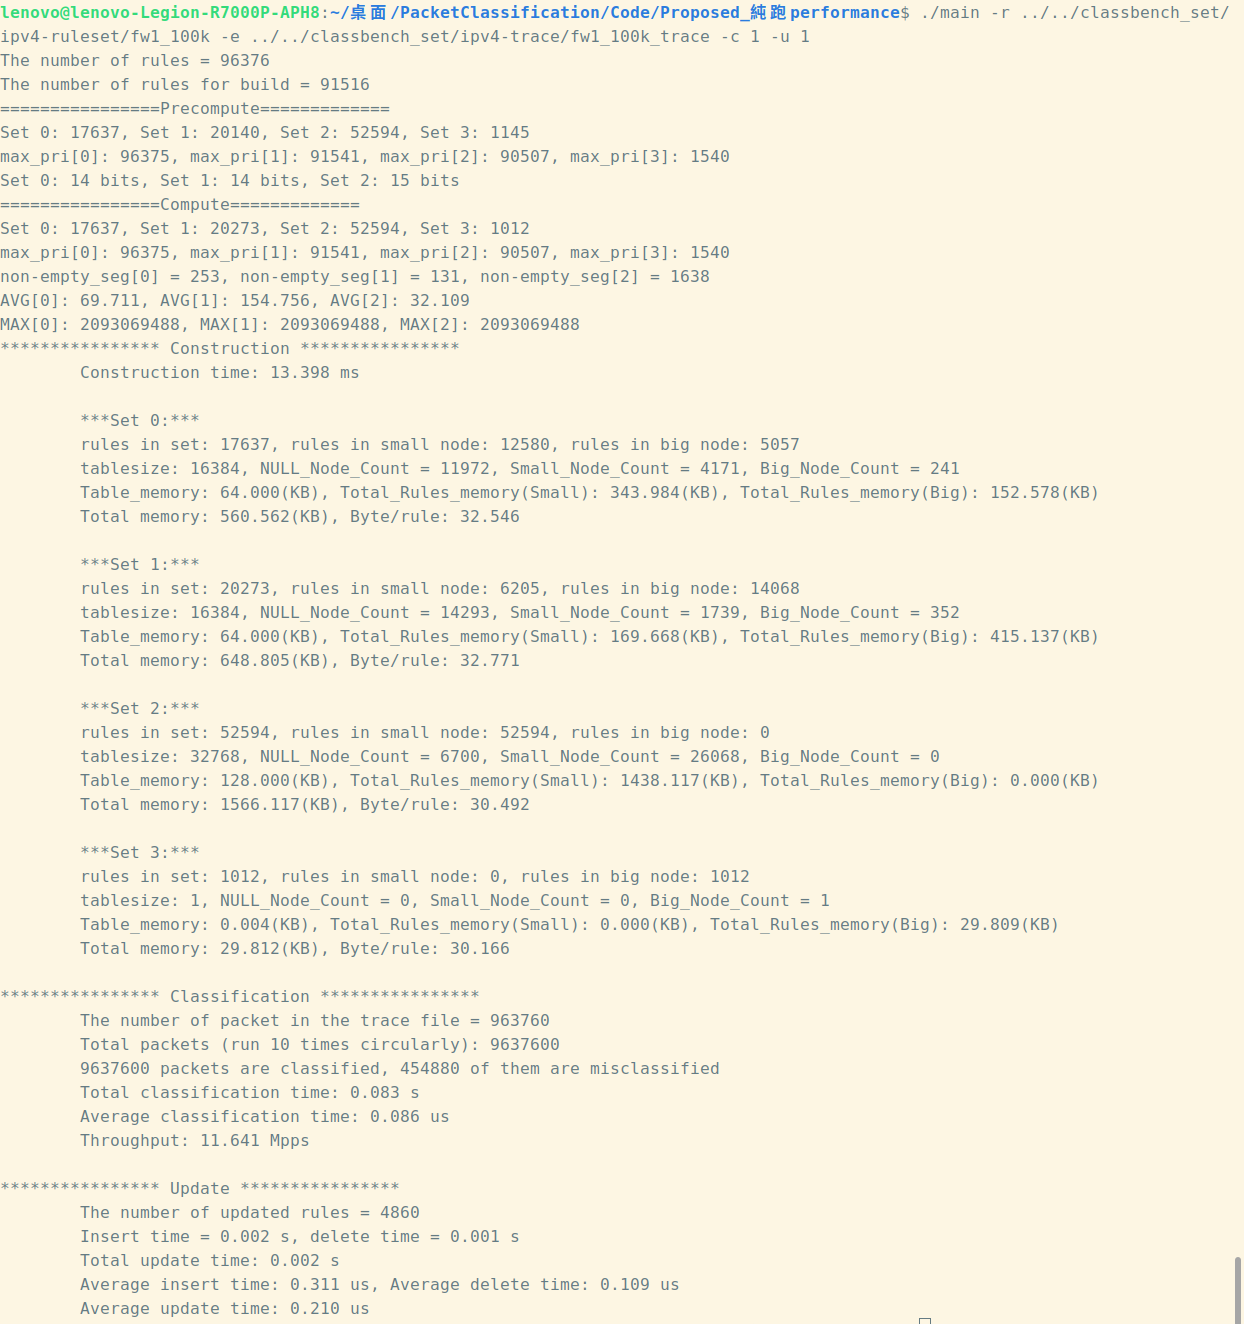 lenovo@lenovo-Legion-R7000P-APH8:~/桌面/PacketClassification/Code/Proposed_純跑performance$ ./main -r ../../classbench_set/
ipv4-ruleset/fw1_100k -e ../../classbench_set/ipv4-trace/fw1_100k_trace -c 1 -u 1
The number of rules = 96376
The number of rules for build = 91516
================Precompute=============
Set 0: 17637, Set 1: 20140, Set 2: 52594, Set 3: 1145
max_pri[0]: 96375, max_pri[1]: 91541, max_pri[2]: 90507, max_pri[3]: 1540
Set 0: 14 bits, Set 1: 14 bits, Set 2: 15 bits
================Compute=============
Set 0: 17637, Set 1: 20273, Set 2: 52594, Set 3: 1012
max_pri[0]: 96375, max_pri[1]: 91541, max_pri[2]: 90507, max_pri[3]: 1540
non-empty_seg[0] = 253, non-empty_seg[1] = 131, non-empty_seg[2] = 1638
AVG[0]: 69.711, AVG[1]: 154.756, AVG[2]: 32.109
MAX[0]: 2093069488, MAX[1]: 2093069488, MAX[2]: 2093069488
**************** Construction ****************
Construction time: 13.398 ms
***Set 0:***
rules in set: 17637, rules in small node: 12580, rules in big node: 5057
tablesize: 16384, NULL_Node_Count = 11972, Small_Node_Count = 4171, Big_Node_Count = 241
Table_memory: 64.000(KB), Total_Rules_memory(Small): 343.984(KB), Total_Rules_memory(Big): 152.578(KB)
Total memory: 560.562(KB), Byte/rule: 32.546
***Set 1:***
rules in set: 20273, rules in small node: 6205, rules in big node: 14068
tablesize: 16384, NULL_Node_Count = 14293, Small_Node_Count = 1739, Big_Node_Count = 352
Table_memory: 64.000(KB), Total_Rules_memory(Small): 169.668(KB), Total_Rules_memory(Big): 415.137(KB)
Total memory: 648.805(KB), Byte/rule: 32.771
***Set 2:***
rules in set: 52594, rules in small node: 52594, rules in big node: 0
tablesize: 32768, NULL_Node_Count = 6700, Small_Node_Count = 26068, Big_Node_Count = 0
Table_memory: 128.000(KB), Total_Rules_memory(Small): 1438.117(KB), Total_Rules_memory(Big): 0.000(KB)
Total memory: 1566.117(KB), Byte/rule: 30.492
***Set 3:***
rules in set: 1012, rules in small node: 0, rules in big node: 1012
tablesize: 1, NULL_Node_Count = 0, Small_Node_Count = 0, Big_Node_Count = 1
Table_memory: 0.004(KB), Total_Rules_memory(Small): 0.000(KB), Total_Rules_memory(Big): 29.809(KB)
Total memory: 29.812(KB), Byte/rule: 30.166
**************** Classification ****************
The number of packet in the trace file = 963760
Total packets (run 10 times circularly): 9637600
9637600 packets are classified, 454880 of them are misclassified
Total classification time: 0.083 s
Average classification time: 0.086 us
Throughput: 11.641 Mpps
**************** Update ****************
The number of updated rules = 4860
Insert time = 0.002 s, delete time = 0.001 s
Total update time: 0.002 s
Average insert time: 0.311 us, Average delete time: 0.109 us
Average update time: 0.210 us